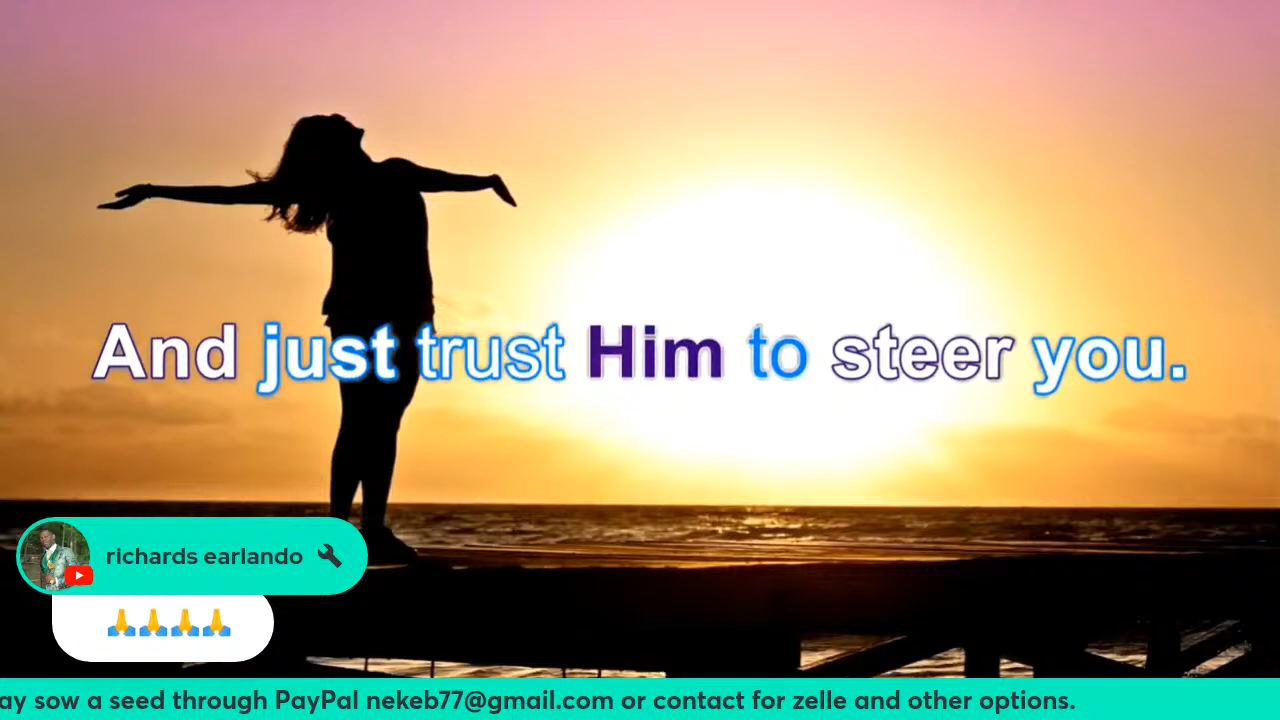 And just trust Him to steer you.
richards earlando
🙏🙏🙏🙏
sow a seed through PayPal nekeb77@gmail.com or contact for zelle and other options.